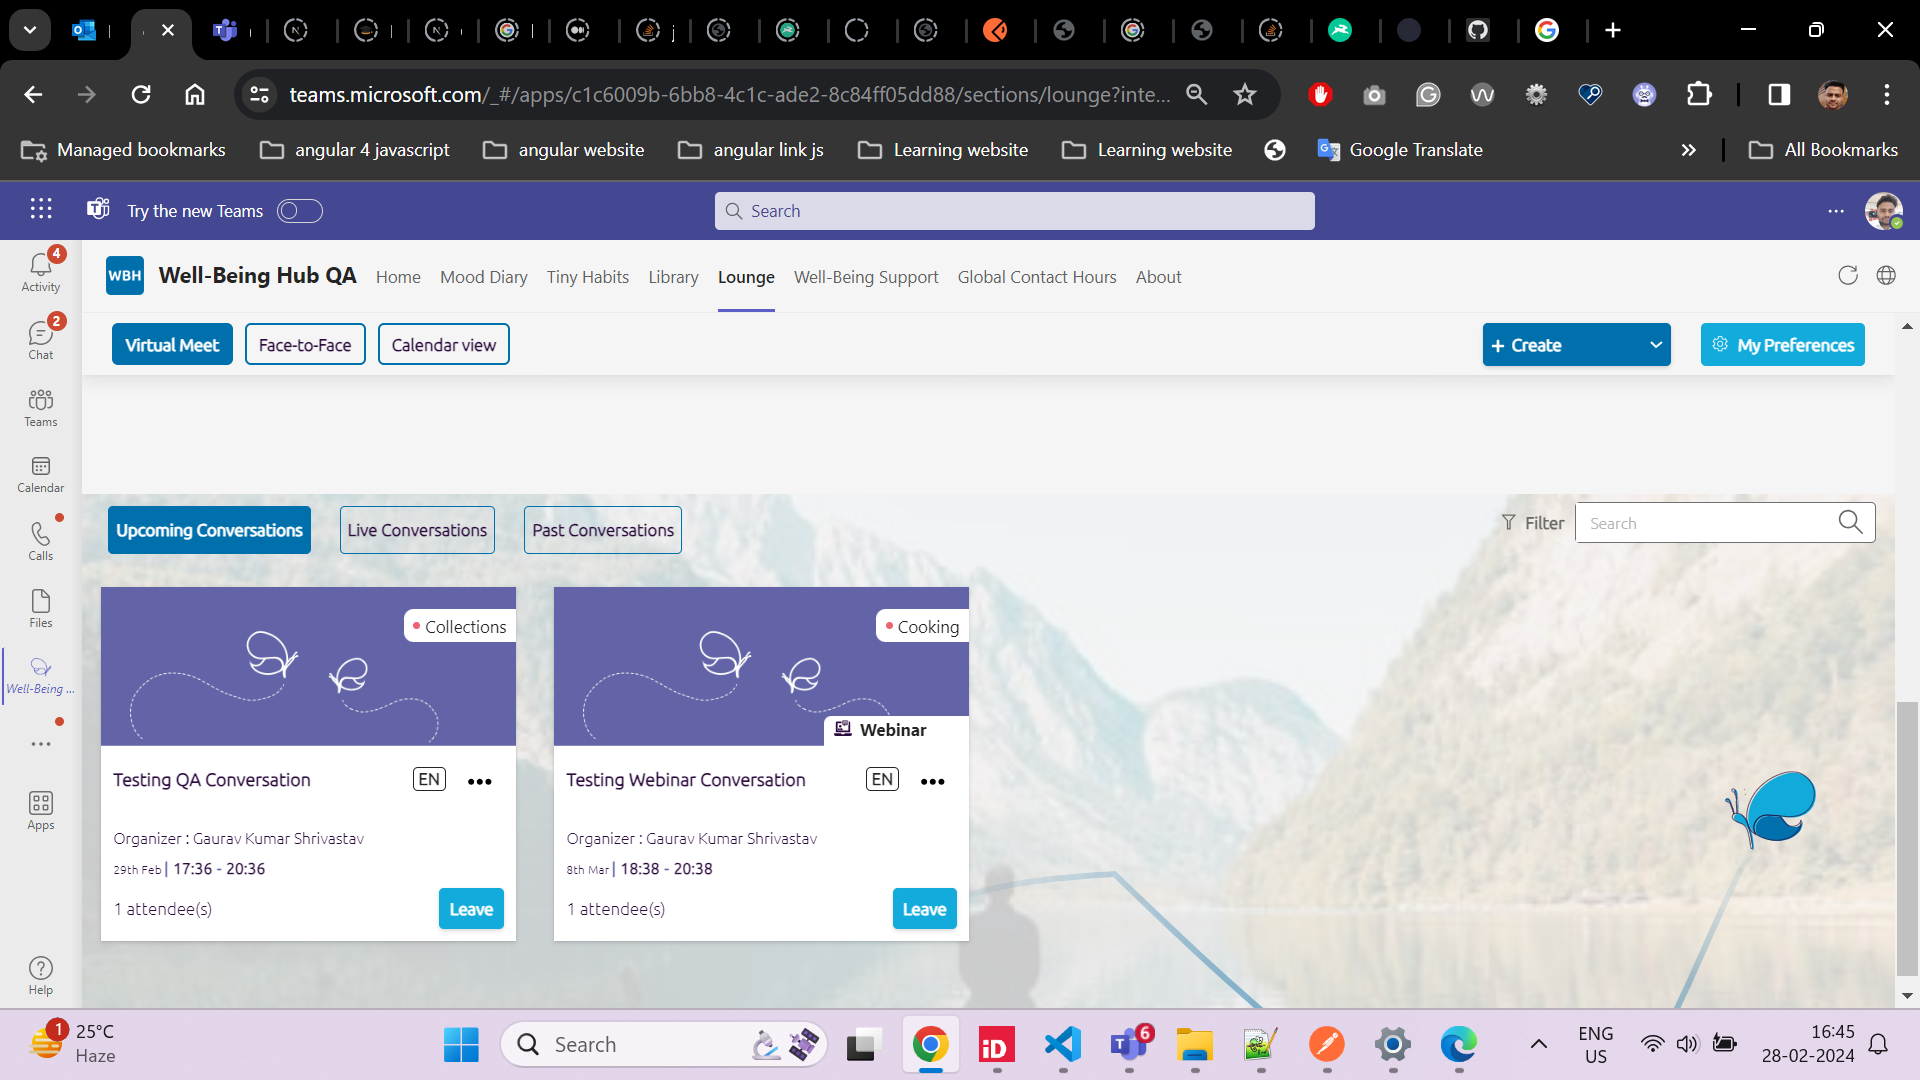 teams.microsoft.com/_#/apps/c1c6009b-6bb8-4c1c-ade2-8c84ff05dd88/sections/lounge?inte...
Managed bookmarks
angular 4 javascript
angular website
angular link js
Learning website
Learning website
Google Translate
All Bookmarks
Try the new Teams
Search
4
Activity
2
Chat
Teams
Calendar
Calls
Files
Well-Being ...
Apps
Help
WBH
Well-Being Hub QA
Home
Mood Diary
Tiny Habits
Library
Lounge
Well-Being Support
Global Contact Hours
About
Virtual Meet
Face-to-Face
Calendar view
+ Create
My Preferences
Upcoming Conversations
Live Conversations
Past Conversations
Filter
Search
Collections
Testing QA Conversation
EN
Organizer : Gaurav Kumar Shrivastav
29th Feb | 17:36 - 20:36
1 attendee(s)
Leave
Cooking
Webinar
Testing Webinar Conversation
EN
Organizer : Gaurav Kumar Shrivastav
8th Mar | 18:38 - 20:38
1 attendee(s)
Leave
1
25°C
Haze
Search
iD
6
ENG
US
16:45
28-02-2024